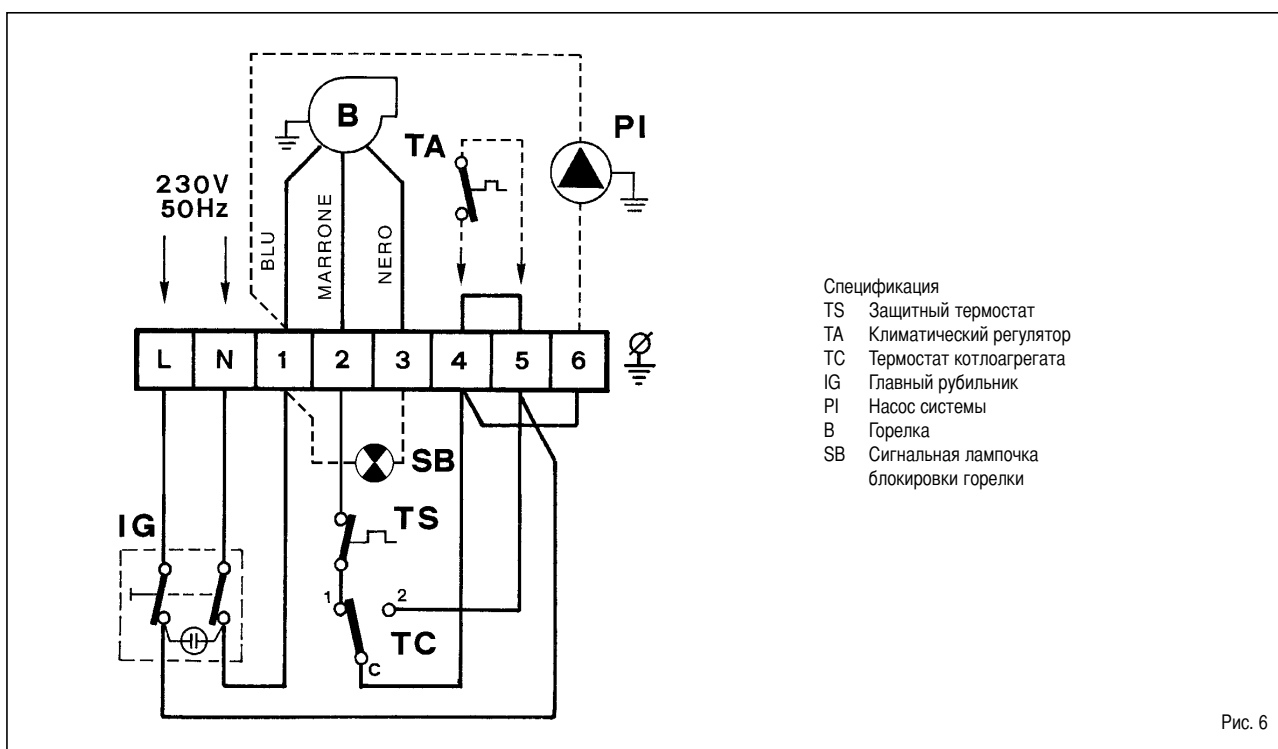 B
PI
TA
230V
50Hz
BLU
MARRONE
NERO
L N 1 2 3 4 5 6
SB
TS
IG
1 2
TC
C
Спецификация
TS Защитный термостат
TA Климатический регулятор
TC Термостат котлоагрегата
IG Главный рубильник
PI Насос системы
B Горелка
SB Сигнальная лампочка
блокировки горелки
Рис. 6